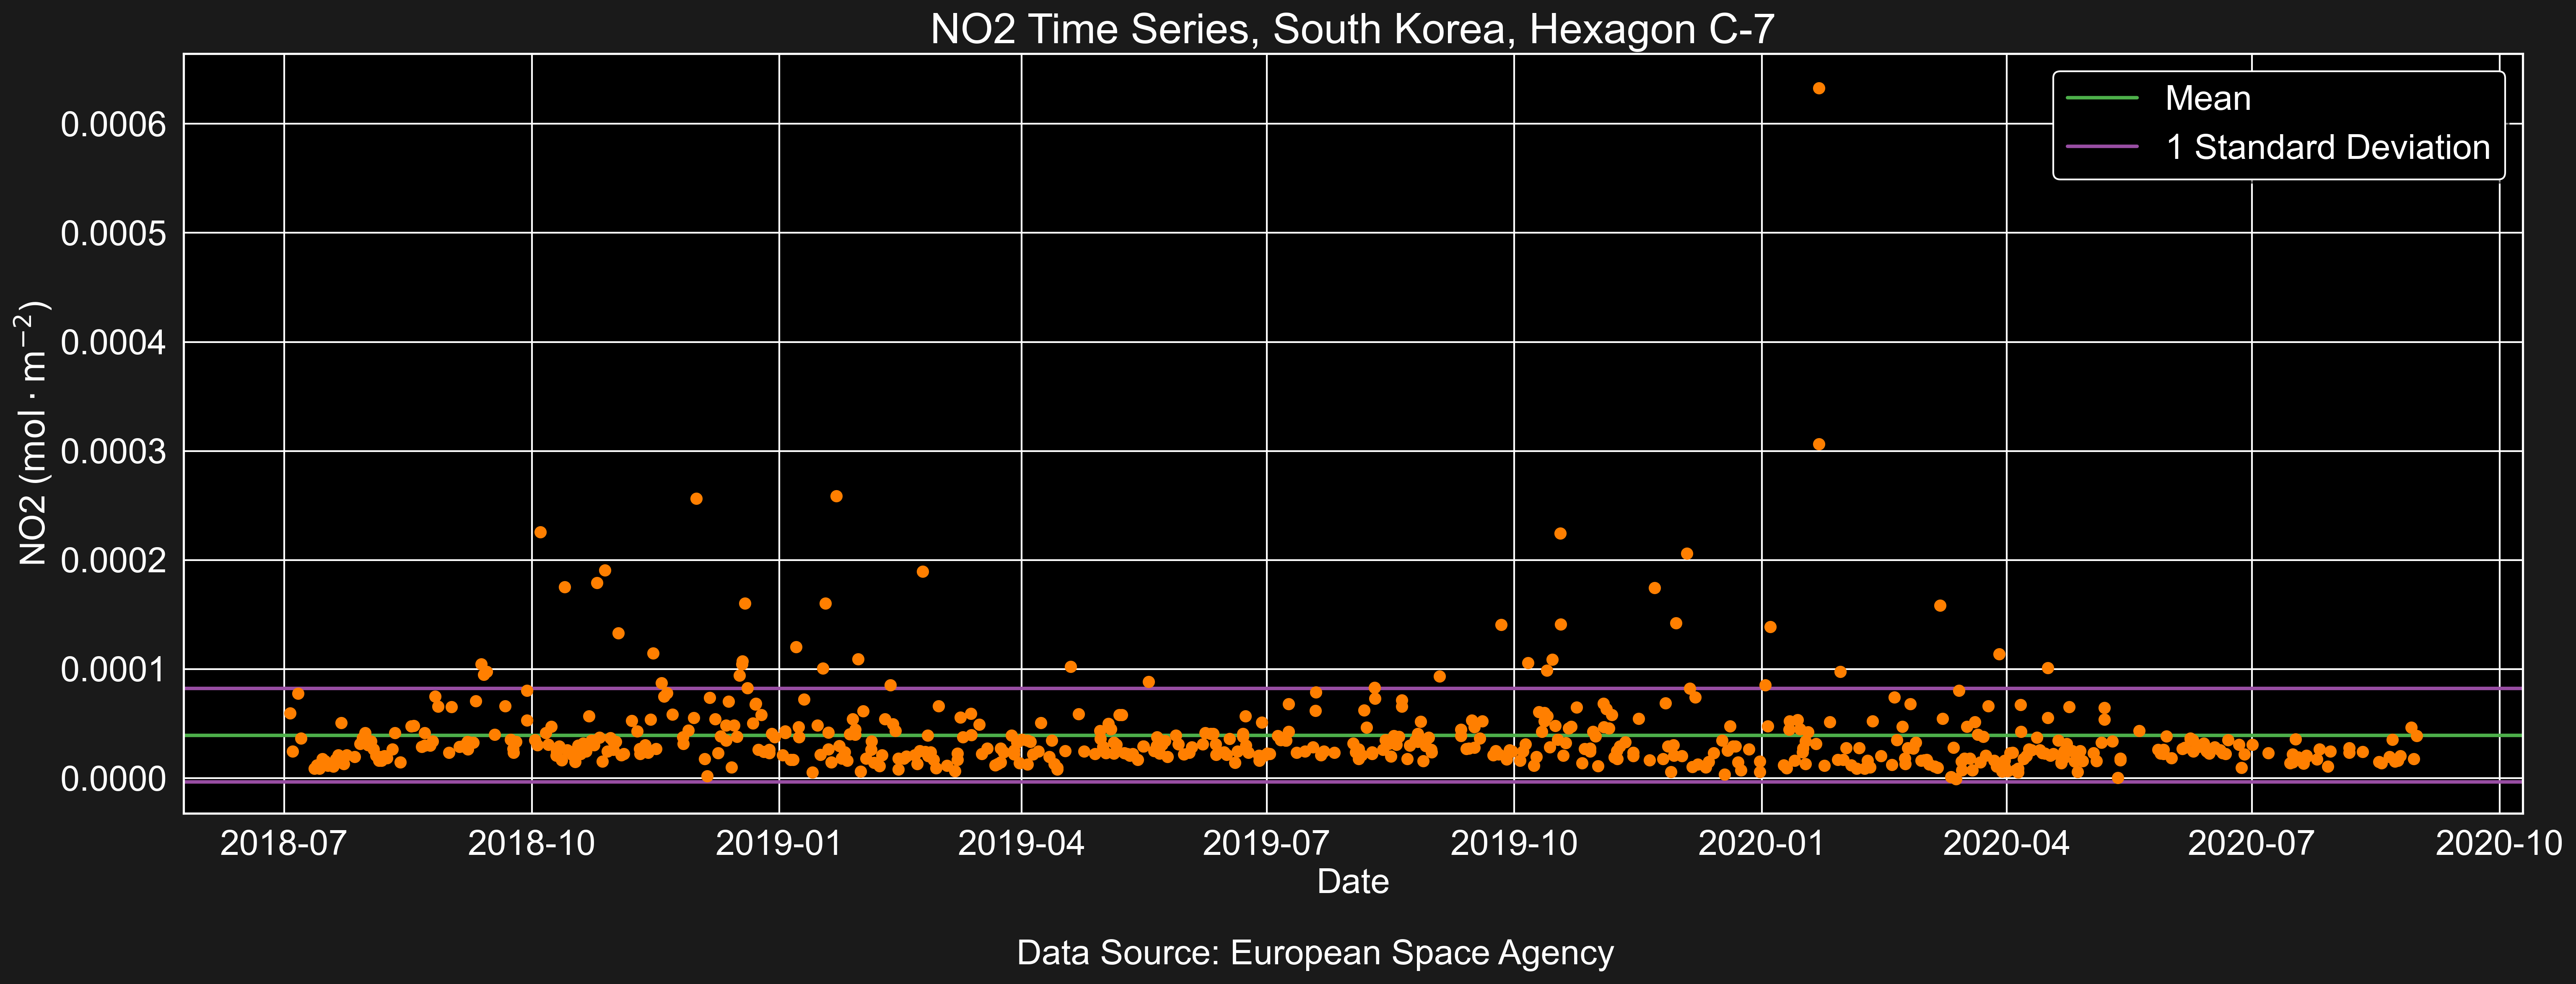 NO2 Time Series, South Korea, Hexagon C-7
Mean
1 Standard Deviation
NO2 (mol · m⁻²)
0.0006
0.0005
0.0004
0.0003
0.0002
0.0001
0.0000
2018-07 2018-10 2019-01 2019-04 2019-07 2019-10 2020-01 2020-04 2020-07 2020-10
Date
Data Source: European Space Agency